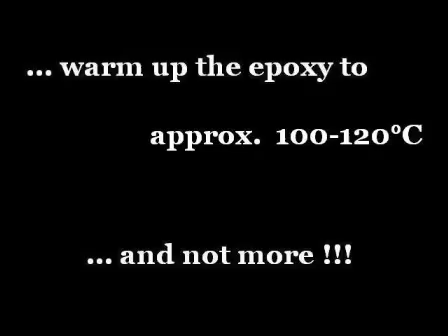 ... warm up the epoxy to
approx. 100-120°C
... and not more !!!